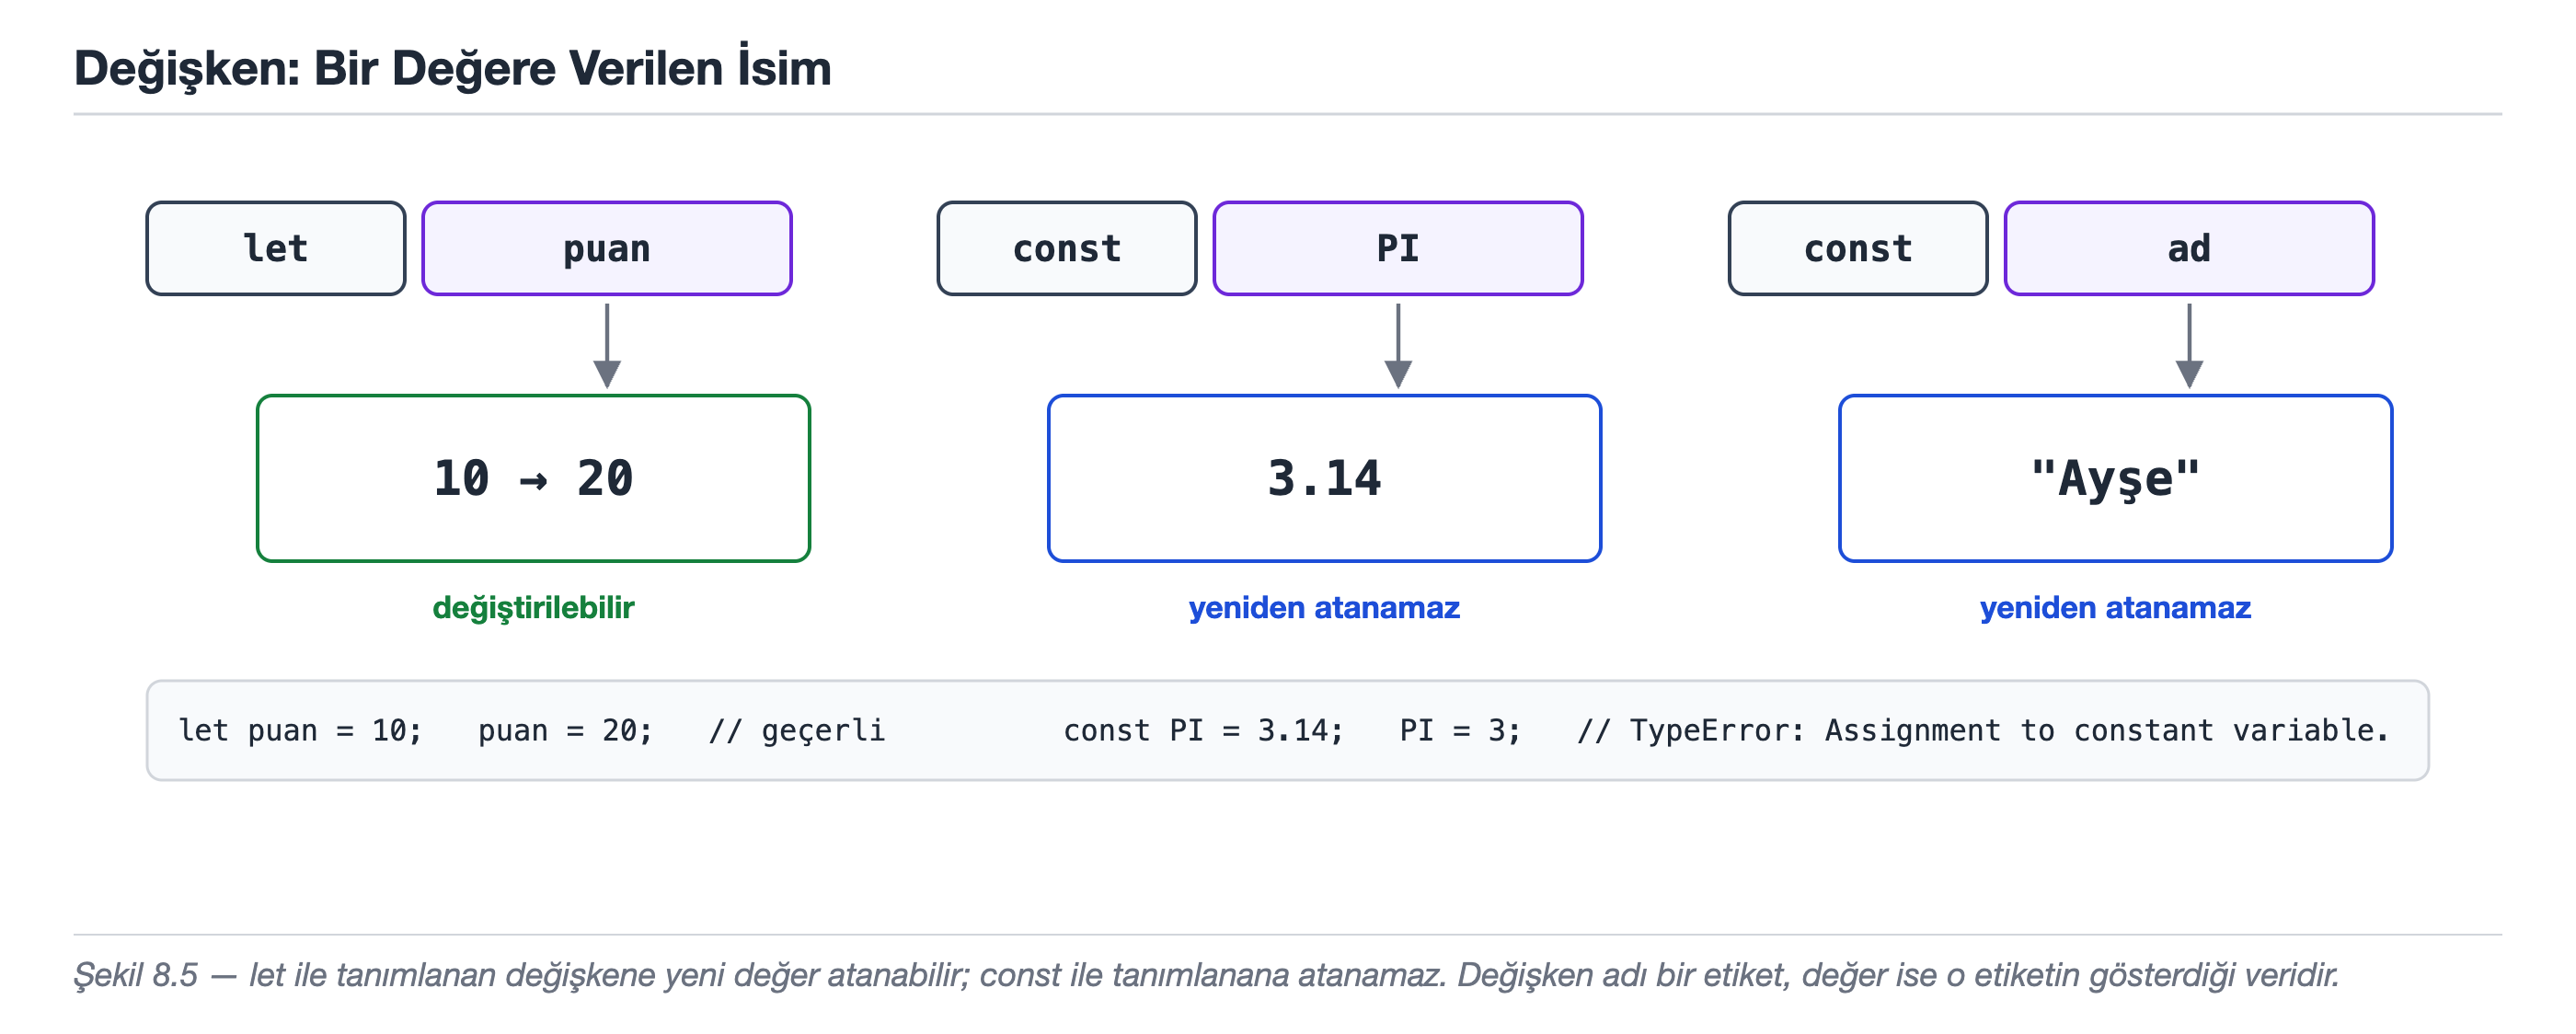 Değişken: Bir Değere Verilen İsim
let puan const PI const ad
10 → 20 3.14 "Ayşe"
değiştirilebilir yeniden atanamaz yeniden atanamaz
let puan = 10; puan = 20; // geçerli const PI = 3.14; PI = 3; // TypeError: Assignment to constant variable.
Şekil 8.5 — let ile tanımlanan değişkene yeni değer atanabilir; const ile tanımlanana atanamaz. Değişken adı bir etiket, değer ise o etiketin gösterdiği veridir.